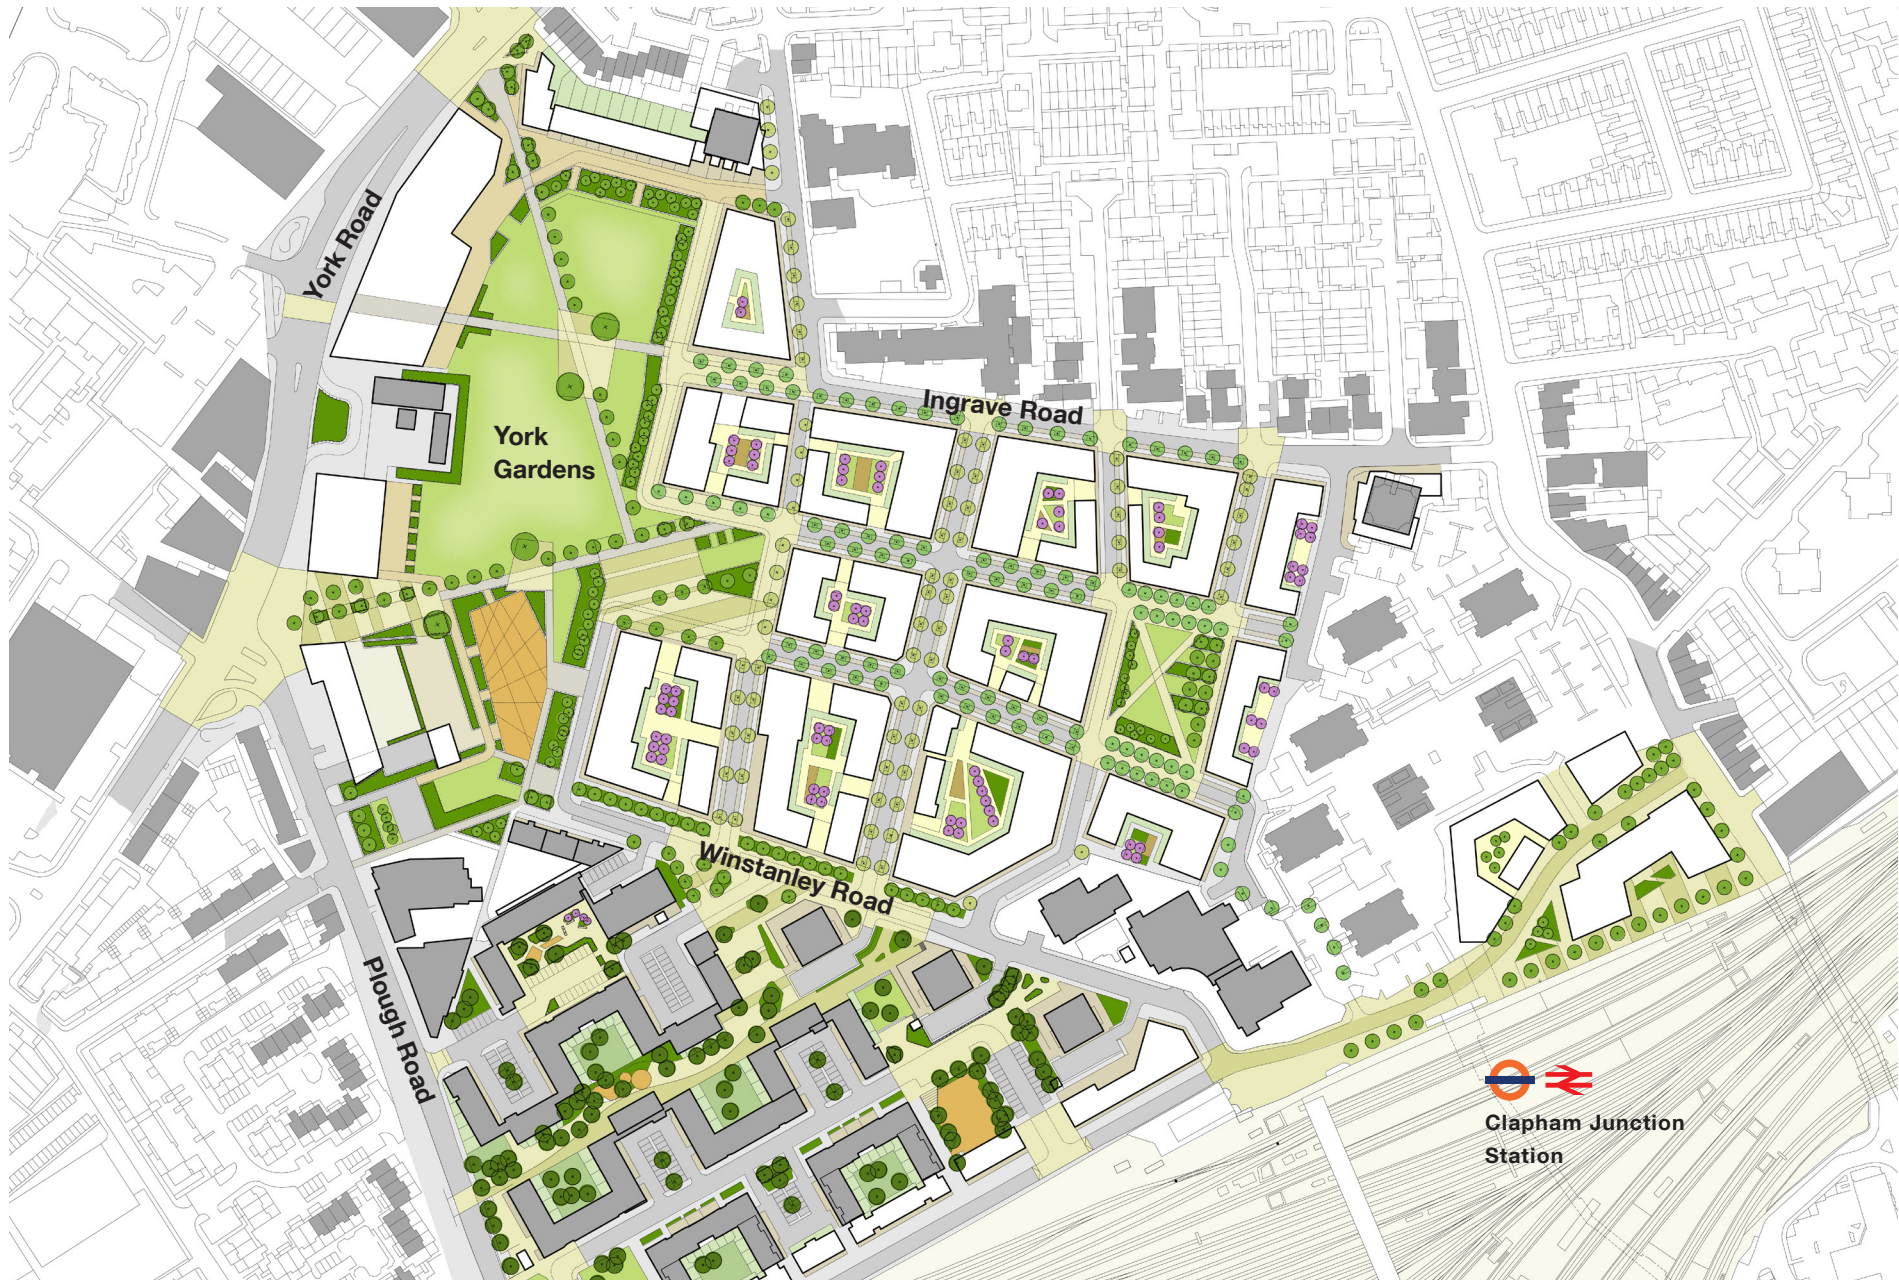 York Road
Ingrave Road
York
Gardens
Winstanley Road
Plough Road
Clapham Junction
Station